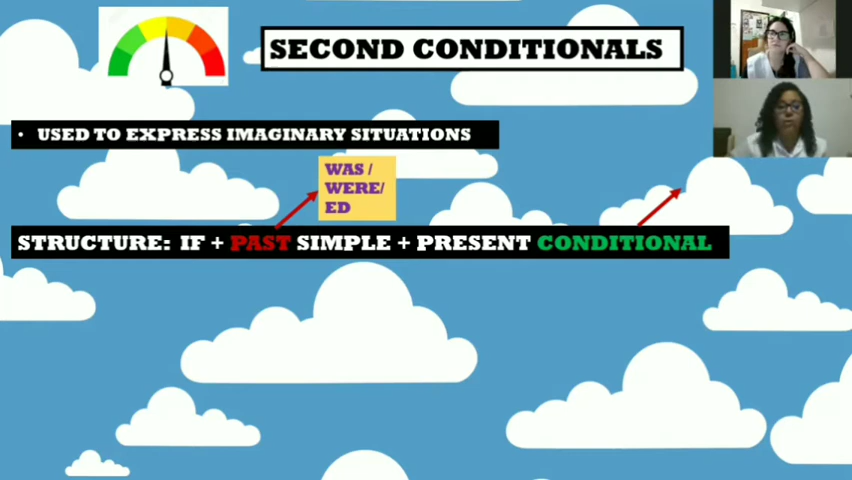 SECOND CONDITIONALS
• USED TO EXPRESS IMAGINARY SITUATIONS
WAS /
WERE/
ED
STRUCTURE: IF + PAST SIMPLE + PRESENT CONDITIONAL